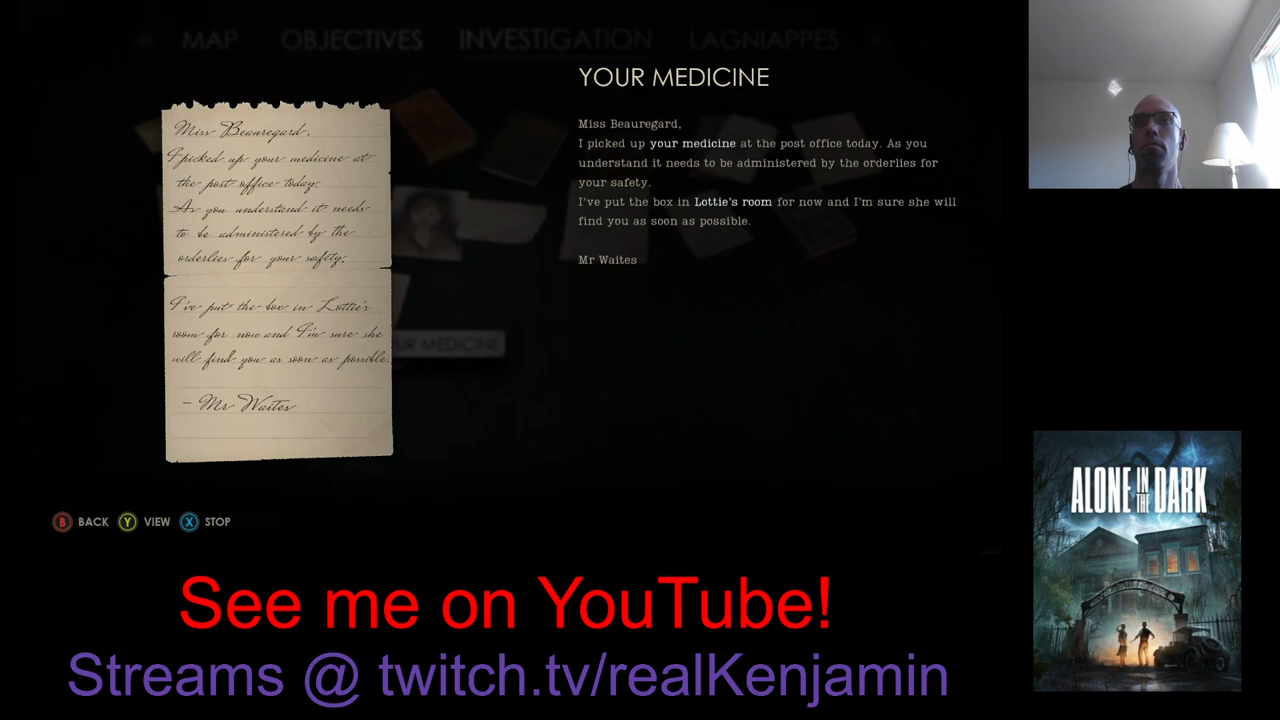 MAP OBJECTIVES INVESTIGATION LAGNIAPPES
YOUR MEDICINE
Miss Beauregard,
I picked up your medicine at
the post office today.
As you understand it needs
to be administered by the
orderlies for your safety.
I've put the box in Lottie's
room for now and I'm sure she
will find you as soon as possible.
- Mr Waites
Miss Beauregard,
I picked up your medicine at the post office today. As you
understand it needs to be administered by the orderlies for
your safety.
I've put the box in Lottie's room for now and I'm sure she will
find you as soon as possible.
Mr Waites
UR MEDICINE
B BACK Y VIEW X STOP
ALONE IN THE DARK
See me on YouTube!
Streams @ twitch.tv/realKenjamin